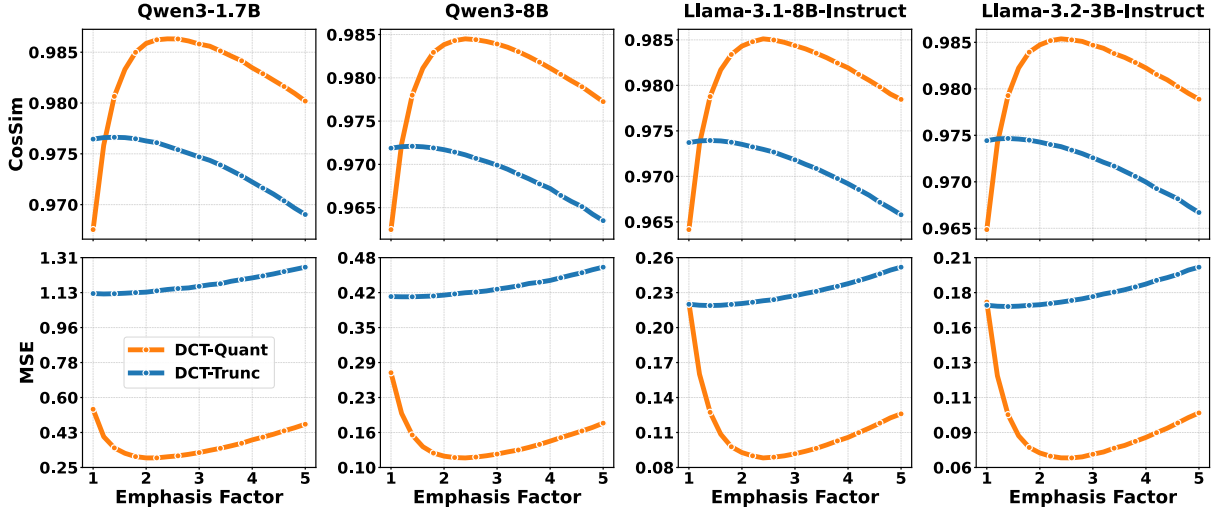 Qwen3-1.7B
Qwen3-8B
Llama-3.1-8B-Instruct
Llama-3.2-3B-Instruct
CosSim
0.985
0.980
0.975
0.970
0.985
0.980
0.975
0.970
0.965
0.985
0.980
0.975
0.970
0.965
0.985
0.980
0.975
0.970
0.965
MSE
1.31
1.13
0.96
0.78
0.60
0.43
0.25
DCT-Quant
DCT-Trunc
0.48
0.42
0.35
0.29
0.23
0.16
0.10
0.26
0.23
0.20
0.17
0.14
0.11
0.08
0.21
0.18
0.16
0.13
0.11
0.09
0.06
1 2 3 4 5
1 2 3 4 5
1 2 3 4 5
1 2 3 4 5
Emphasis Factor
Emphasis Factor
Emphasis Factor
Emphasis Factor